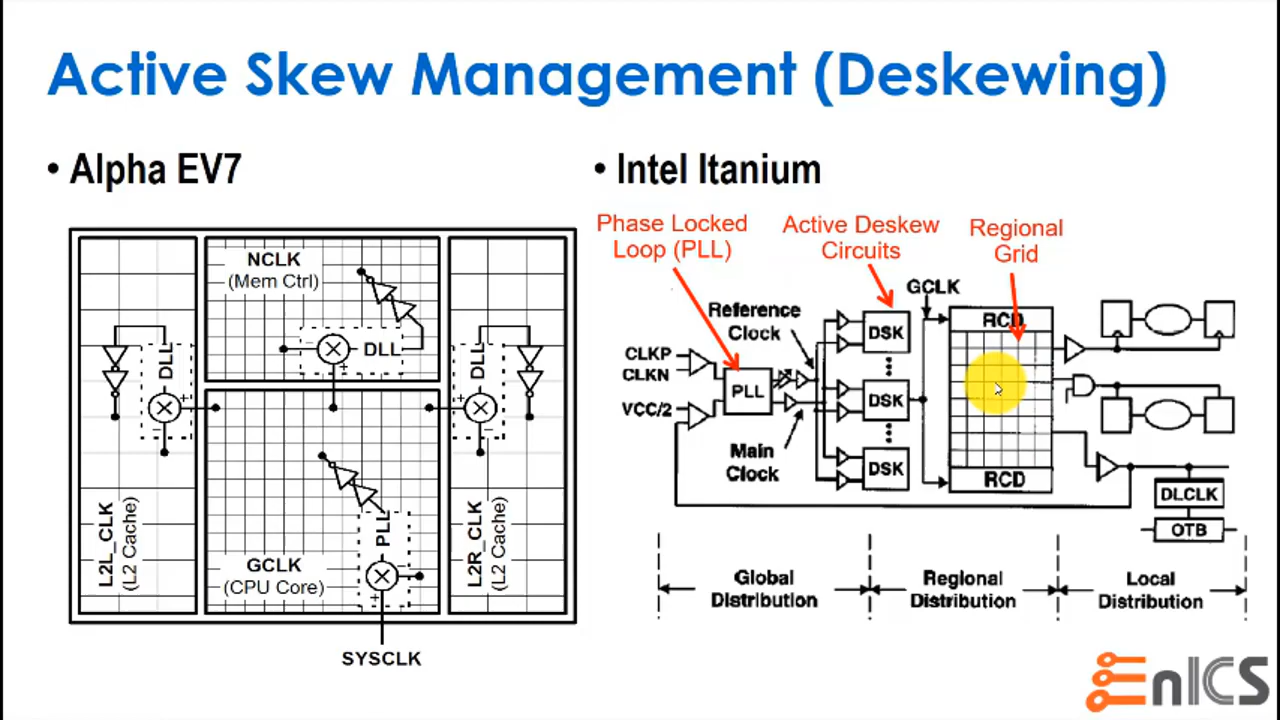 Active Skew Management (Deskewing)
• Alpha EV7
• Intel Itanium
NCLK
(Mem Ctrl)
DLL
DLL
DLL
L2L_CLK
(L2 Cache)
GCLK
(CPU Core)
PLL
L2R_CLK
(L2 Cache)
SYSCLK
Phase Locked
Loop (PLL)
Active Deskew
Circuits
Regional
Grid
Reference
Clock
CLKP
CLKN
VCC/2
PLL
Main
Clock
DSK
DSK
DSK
GCLK
RCD
RCD
DLCLK
OTB
Global
Distribution
Regional
Distribution
Local
Distribution
EnICS